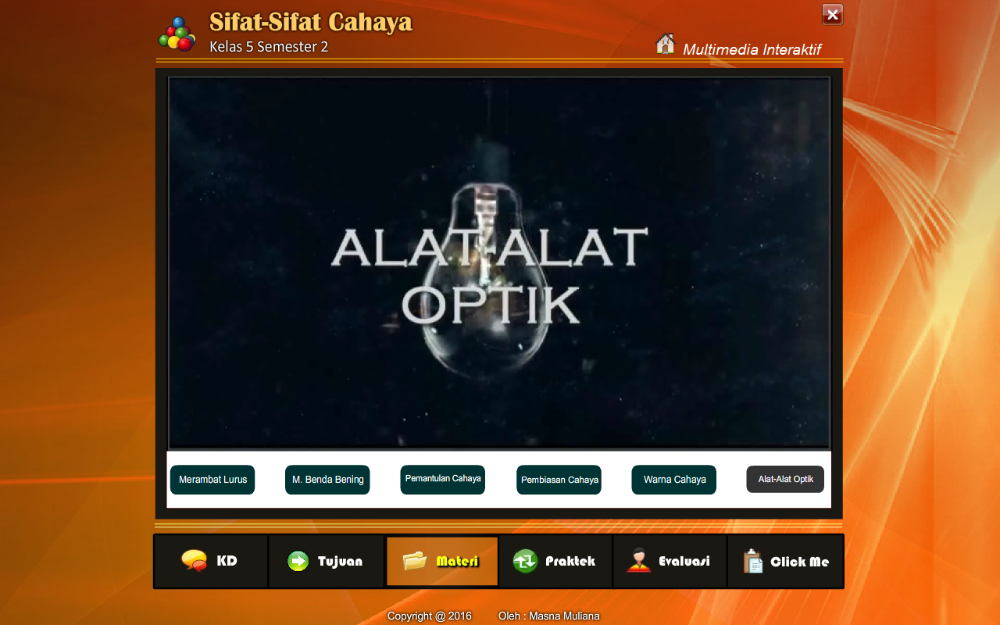 Sifat-Sifat Cahaya
Kelas 5 Semester 2
Multimedia Interaktif
ALAT-ALAT
OPTIK
Merambat Lurus
M. Benda Bening
Pemantulan Cahaya
Pembiasan Cahaya
Warna Cahaya
Alat-Alat Optik
KD
Tujuan
Materi
Praktek
Evaluasi
Click Me
Copyright @ 2016 Oleh : Masna Muliana